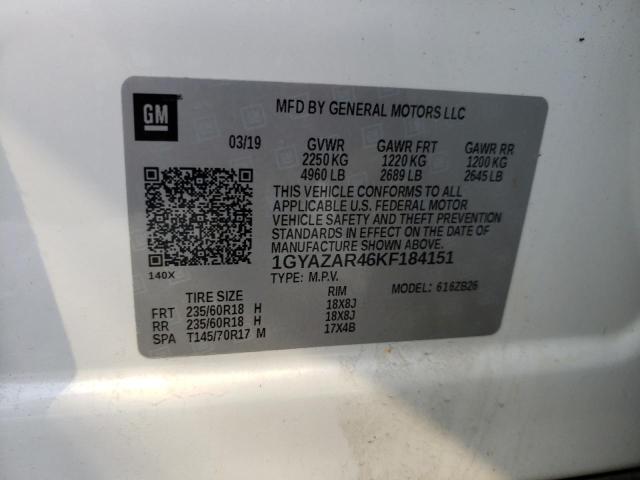 GM
MFD BY GENERAL MOTORS LLC
03/19 GVWR GAWR FRT GAWR RR
2250 KG 1220 KG 1200 KG
4960 LB 2689 LB 2645 LB
THIS VEHICLE CONFORMS TO ALL
APPLICABLE U.S. FEDERAL MOTOR
VEHICLE SAFETY AND THEFT PREVENTION
STANDARDS IN EFFECT ON THE DATE OF
MANUFACTURE SHOWN ABOVE.
140X 1GYAZAR46KF184151
TYPE: M.P.V. MODEL: 616ZB26
TIRE SIZE RIM
FRT 235/60R18 H 18X8J
RR 235/60R18 H 18X8J
SPA T145/70R17 M 17X4B